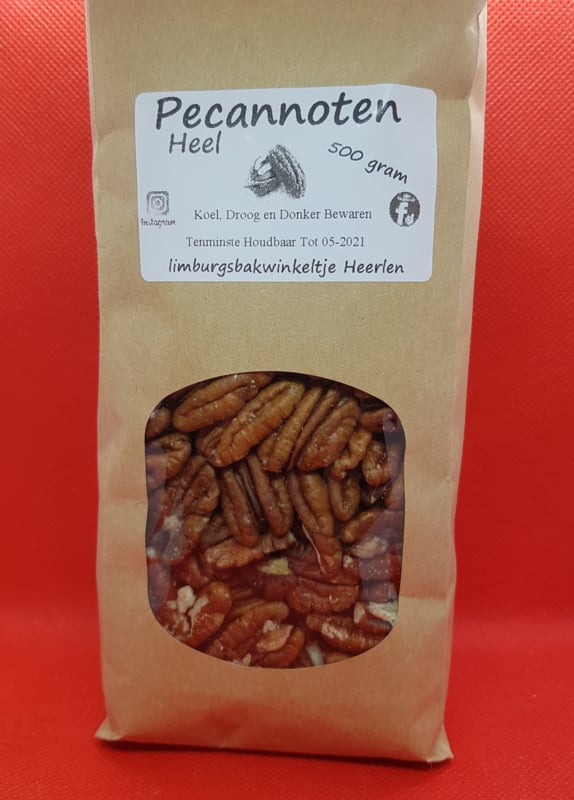 Pecannoten
Heel
500 gram
Instagram
Koel, Droog en Donker Bewaren
Tenminste Houdbaar Tot 05-2021
limburgsbakwinkeltje Heerlen